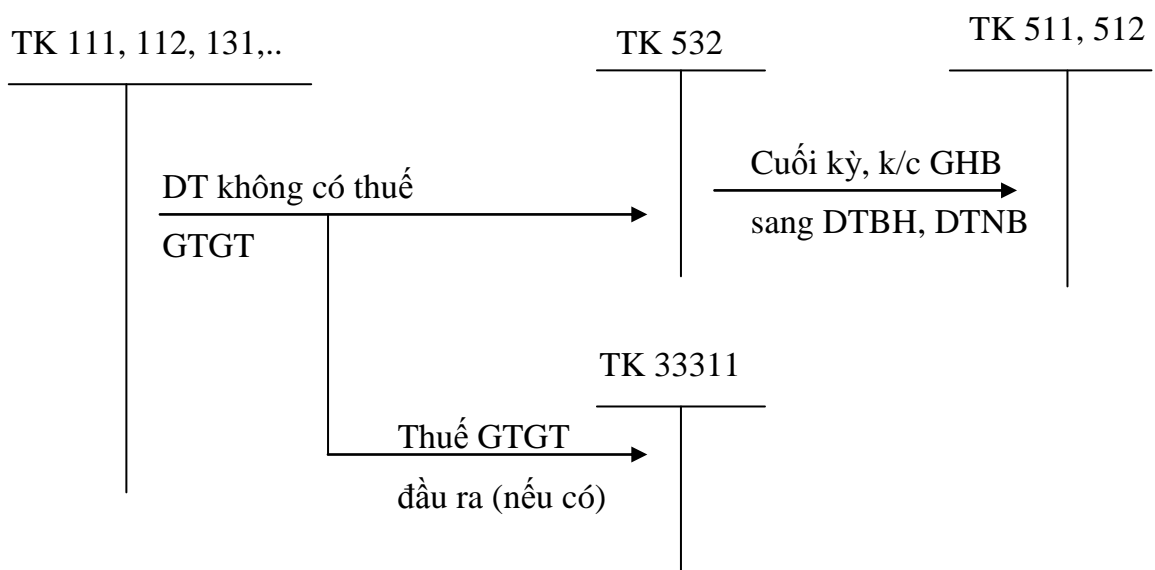 TK 111, 112, 131,..
TK 532
TK 511, 512
DT không có thuế
GTGT
Cuối kỳ, k/c GHB
sang DTBH, DTNB
TK 33311
Thuế GTGT
đầu ra (nếu có)